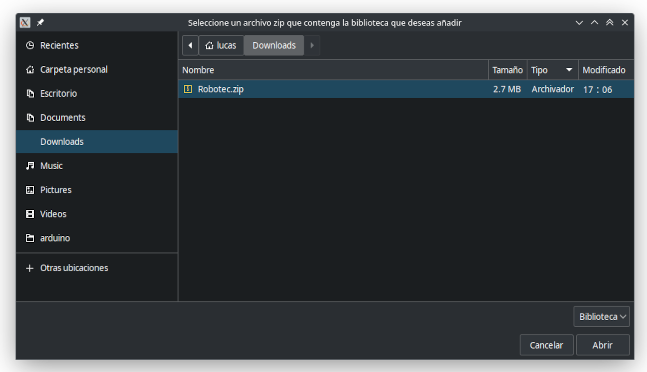 Seleccione un archivo zip que contenga la biblioteca que deseas añadir
Recientes
Carpeta personal
Escritorio
Documents
Downloads
Music
Pictures
Videos
arduino
Otras ubicaciones
lucas Downloads
Nombre Tamaño Tipo Modificado
Robotec.zip 2.7 MB Archivador 17 : 06
Biblioteca
Cancelar Abrir